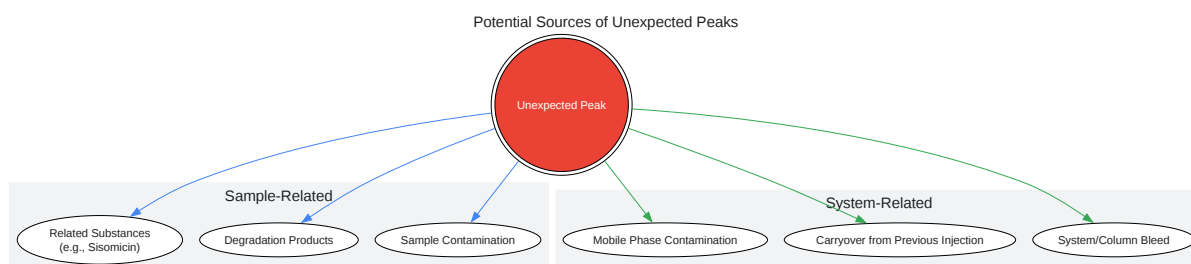 Potential Sources of Unexpected Peaks
Unexpected Peak
Sample-Related
System-Related
Related Substances
(e.g., Sisomicin)
Degradation Products
Sample Contamination
Mobile Phase Contamination
Carryover from Previous Injection
System/Column Bleed